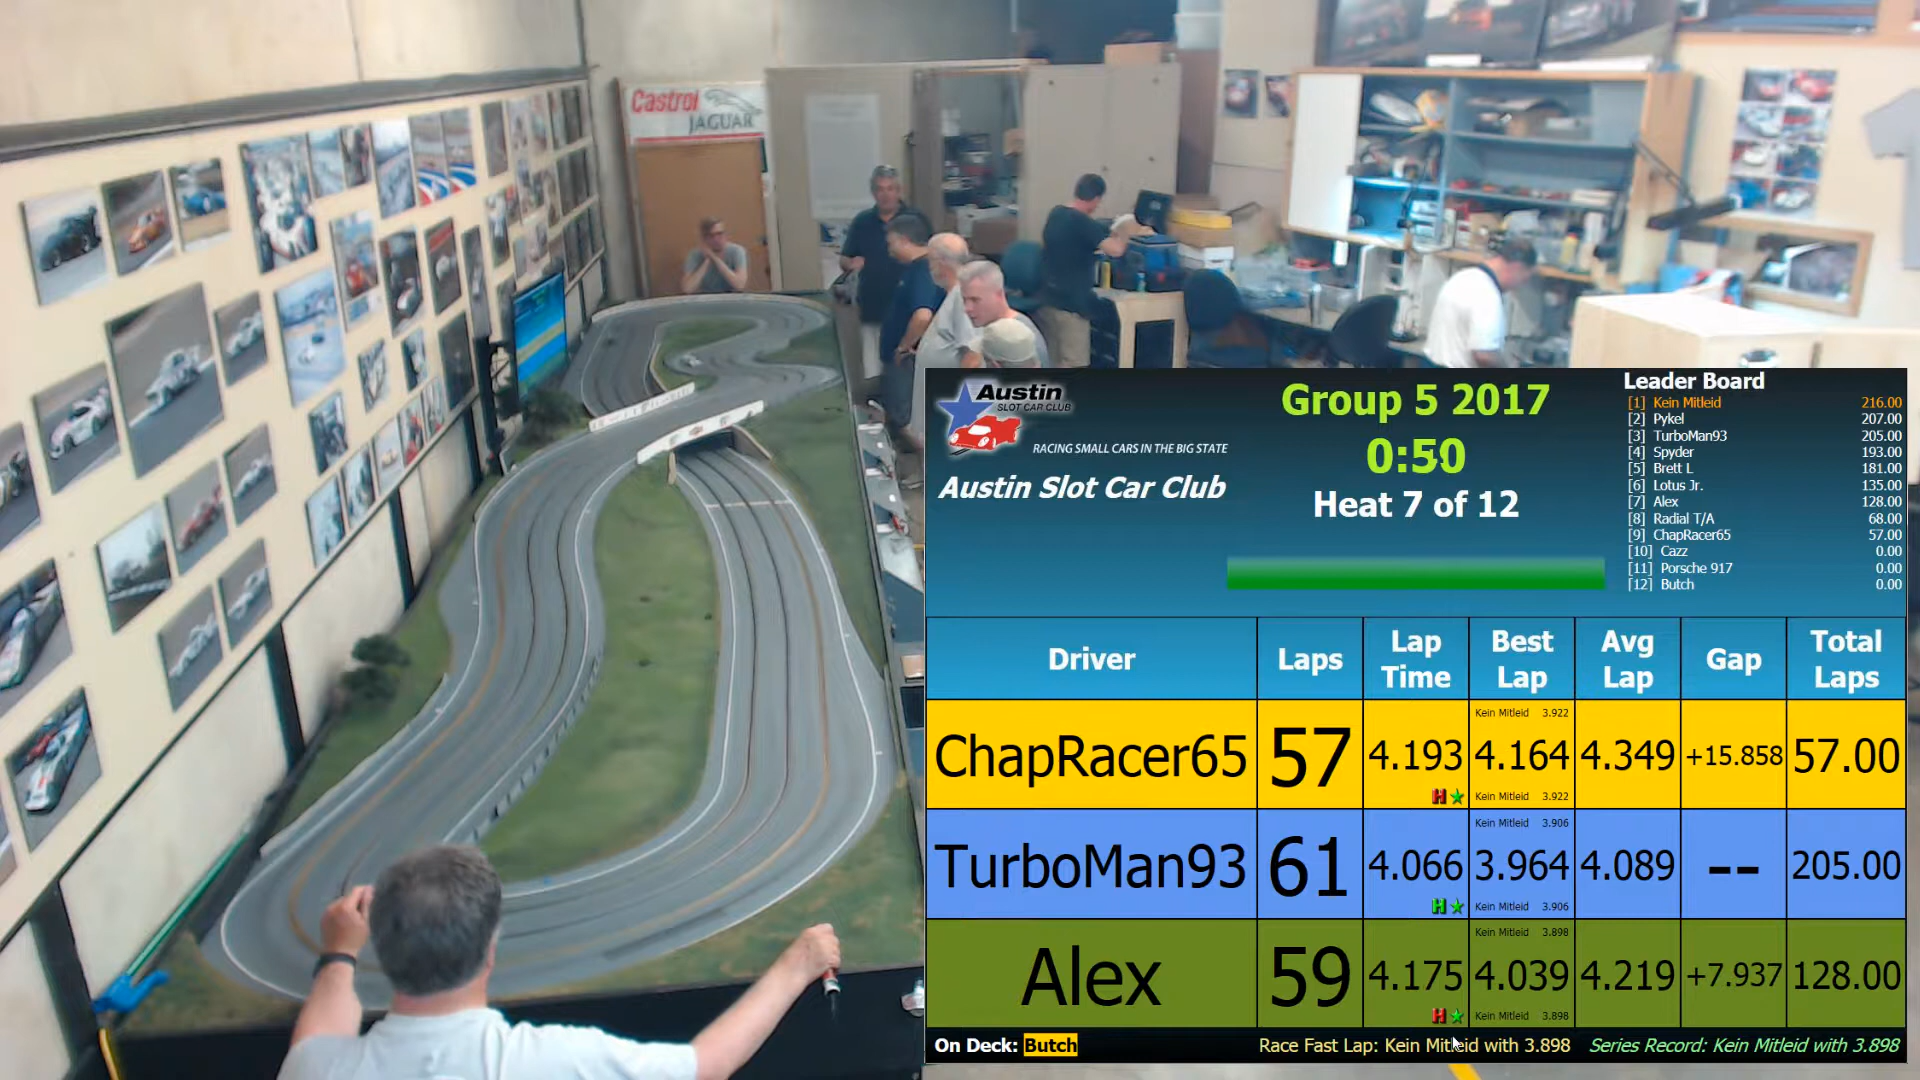 Castrol
JAGUAR
Austin
SLOT CAR CLUB
RACING SMALL CARS IN THE BIG STATE
Austin Slot Car Club
Group 5 2017
0:50
Heat 7 of 12
Leader Board
[1] Kein Mitleid 216.00
[2] Pykel 207.00
[3] TurboMan93 205.00
[4] Spyder 193.00
[5] Brett L 181.00
[6] Lotus Jr. 135.00
[7] Alex 128.00
[8] Radial T/A 68.00
[9] ChapRacer65 57.00
[10] Cazz 0.00
[11] Porsche 917 0.00
[12] Butch 0.00
Driver Laps Lap Time Best Lap Avg Lap Gap Total Laps
Kein Mitleid 3.922
ChapRacer65 57 4.193 4.164 4.349 +15.858 57.00
H Kein Mitleid 3.922
Kein Mitleid 3.906
TurboMan93 61 4.066 3.964 4.089 -- 205.00
H Kein Mitleid 3.906
Kein Mitleid 3.898
Alex 59 4.175 4.039 4.219 +7.937 128.00
H Kein Mitleid 3.898
On Deck: Butch Race Fast Lap: Kein Mitleid with 3.898 Series Record: Kein Mitleid with 3.898